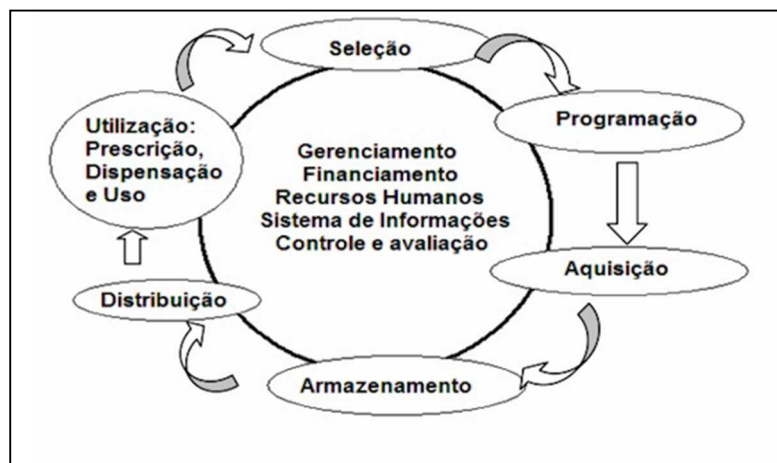 Seleção
Programação
Aquisição
Armazenamento
Distribuição
Utilização:
Prescrição,
Dispensação
e Uso
Gerenciamento
Financiamento
Recursos Humanos
Sistema de Informações
Controle e avaliação